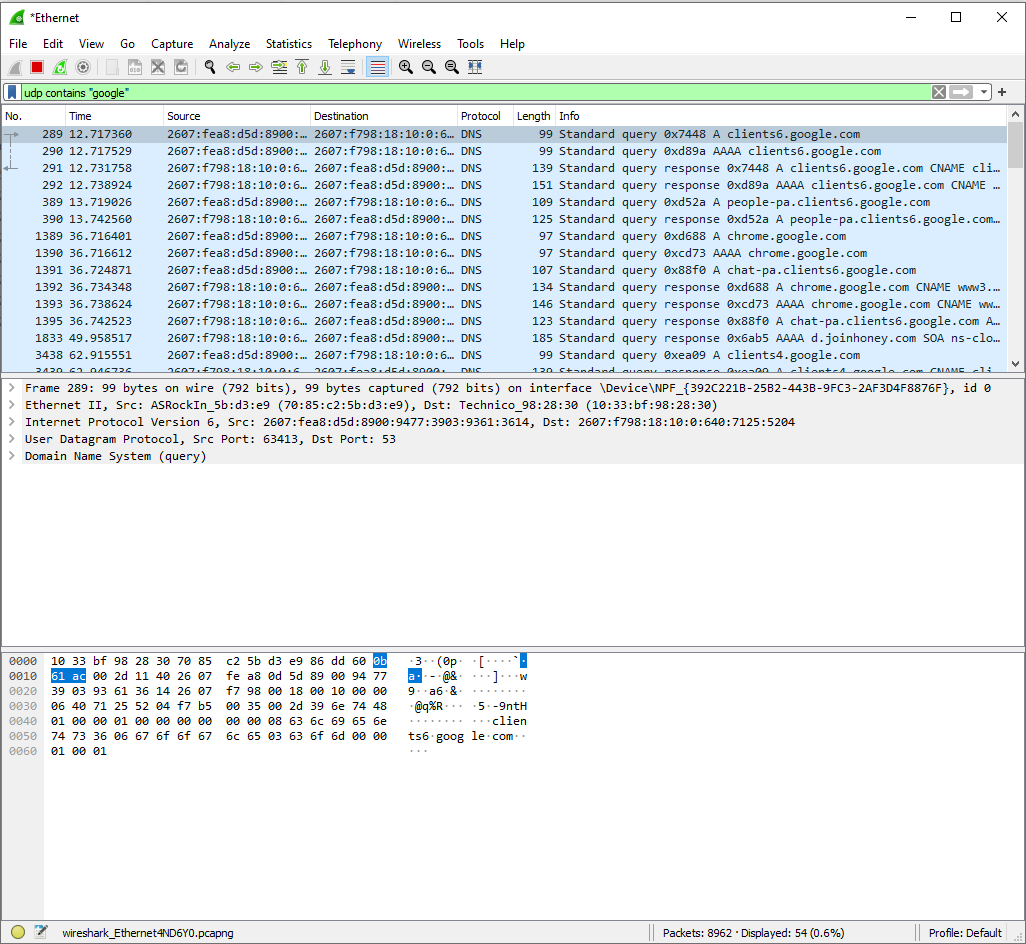 *Ethernet
File Edit View Go Capture Analyze Statistics Telephony Wireless Tools Help
udp contains "google"
No. Time Source Destination Protocol Length Info
289 12.717360 2607:fea8:d5d:8900:… 2607:f798:18:10:0:6… DNS 99 Standard query 0x7448 A clients6.google.com
290 12.717529 2607:fea8:d5d:8900:… 2607:f798:18:10:0:6… DNS 99 Standard query 0xd89a AAAA clients6.google.com
291 12.731758 2607:f798:18:10:0:6… 2607:fea8:d5d:8900:… DNS 139 Standard query response 0x7448 A clients6.google.com CNAME cli…
292 12.738924 2607:f798:18:10:0:6… 2607:fea8:d5d:8900:… DNS 151 Standard query response 0xd89a AAAA clients6.google.com CNAME …
389 13.719026 2607:fea8:d5d:8900:… 2607:f798:18:10:0:6… DNS 109 Standard query 0xd52a A people-pa.clients6.google.com
390 13.742560 2607:f798:18:10:0:6… 2607:fea8:d5d:8900:… DNS 125 Standard query response 0xd52a A people-pa.clients6.google.com…
1389 36.716401 2607:fea8:d5d:8900:… 2607:f798:18:10:0:6… DNS 97 Standard query 0xd688 A chrome.google.com
1390 36.716612 2607:fea8:d5d:8900:… 2607:f798:18:10:0:6… DNS 97 Standard query 0xcd73 AAAA chrome.google.com
1391 36.724871 2607:fea8:d5d:8900:… 2607:f798:18:10:0:6… DNS 107 Standard query 0x88f0 A chat-pa.clients6.google.com
1392 36.734348 2607:f798:18:10:0:6… 2607:fea8:d5d:8900:… DNS 134 Standard query response 0xd688 A chrome.google.com CNAME www3.…
1393 36.738624 2607:f798:18:10:0:6… 2607:fea8:d5d:8900:… DNS 146 Standard query response 0xcd73 AAAA chrome.google.com CNAME ww…
1395 36.742523 2607:f798:18:10:0:6… 2607:fea8:d5d:8900:… DNS 123 Standard query response 0x88f0 A chat-pa.clients6.google.com A…
1833 49.958517 2607:f798:18:10:0:6… 2607:fea8:d5d:8900:… DNS 185 Standard query response 0x6ab5 AAAA d.joinhoney.com SOA ns-clo…
3438 62.915551 2607:fea8:d5d:8900:… 2607:f798:18:10:0:6… DNS 99 Standard query 0xea09 A clients4.google.com
3439 62.946736 2607:f798:18:10:0:6… 2607:fea8:d5d:8900:… DNS 139 Standard query response 0xea09 A clients4.google.com CNAME cli…
Frame 289: 99 bytes on wire (792 bits), 99 bytes captured (792 bits) on interface \Device\NPF_{392C221B-25B2-443B-9FC3-2AF3D4F8876F}, id 0
Ethernet II, Src: ASRockIn_5b:d3:e9 (70:85:c2:5b:d3:e9), Dst: Technico_98:28:30 (10:33:bf:98:28:30)
Internet Protocol Version 6, Src: 2607:fea8:d5d:8900:9477:3903:9361:3614, Dst: 2607:f798:18:10:0:640:7125:5204
User Datagram Protocol, Src Port: 63413, Dst Port: 53
Domain Name System (query)
0000 10 33 bf 98 28 30 70 85 c2 5b d3 e9 86 dd 60 0b ·3··(0p· ·[····`·
0010 61 ac 00 2d 11 40 26 07 fe a8 0d 5d 89 00 94 77 a··-·@&· ···]···w
0020 39 03 93 61 36 14 26 07 f7 98 00 18 00 10 00 00 9··a6·&· ········
0030 06 40 71 25 52 04 f7 b5 00 35 00 2d 39 6e 74 48 ·@q%R··· ·5·-9ntH
0040 01 00 00 01 00 00 00 00 00 00 08 63 6c 69 65 6e ········ ···clien
0050 74 73 36 06 67 6f 6f 67 6c 65 03 63 6f 6d 00 00 ts6·goog le·com··
0060 01 00 01 ···
wireshark_Ethernet4ND6Y0.pcapng Packets: 8962 · Displayed: 54 (0.6%) Profile: Default